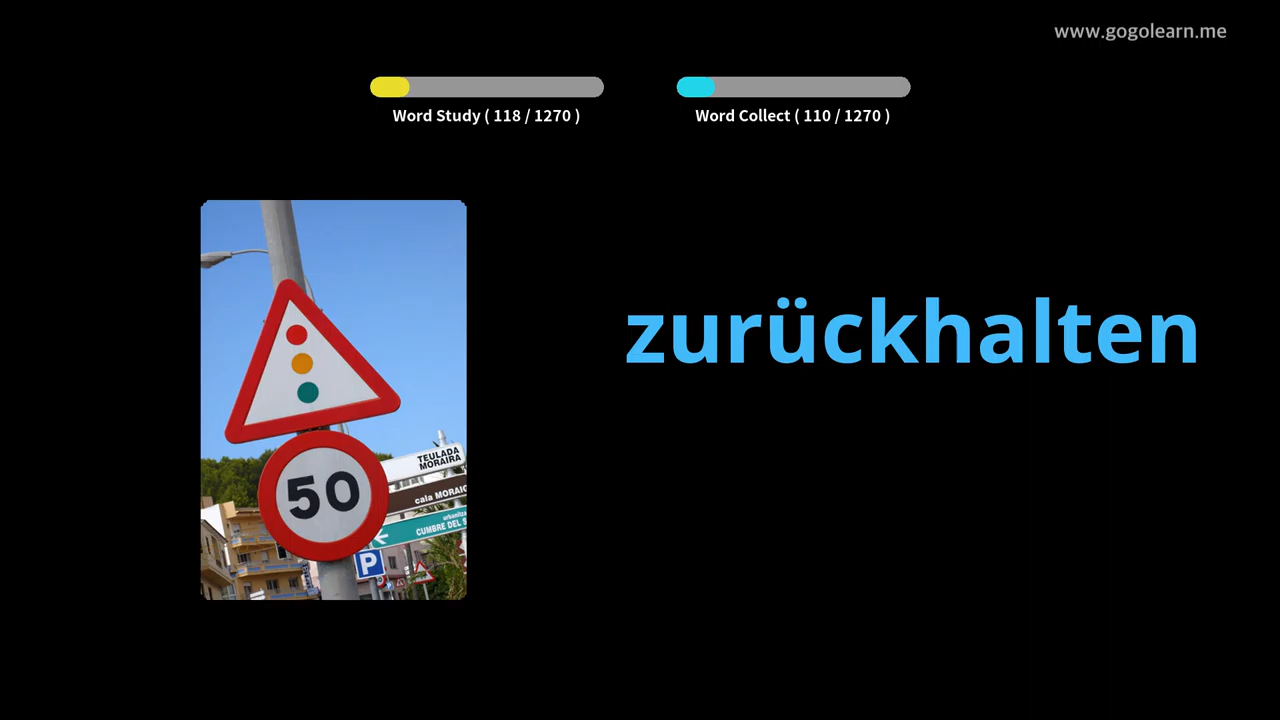 www.gogolearn.me
Word Study ( 118 / 1270 )
Word Collect ( 110 / 1270 )
zurückhalten
TEULADA
MORAIRA
50
cala MORAIG
CUMBRE DEL S
P